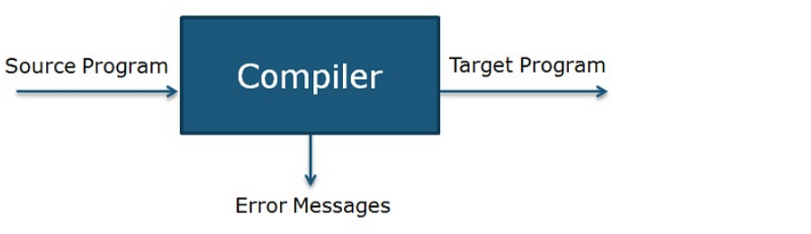 Source Program
Compiler
Target Program
Error Messages